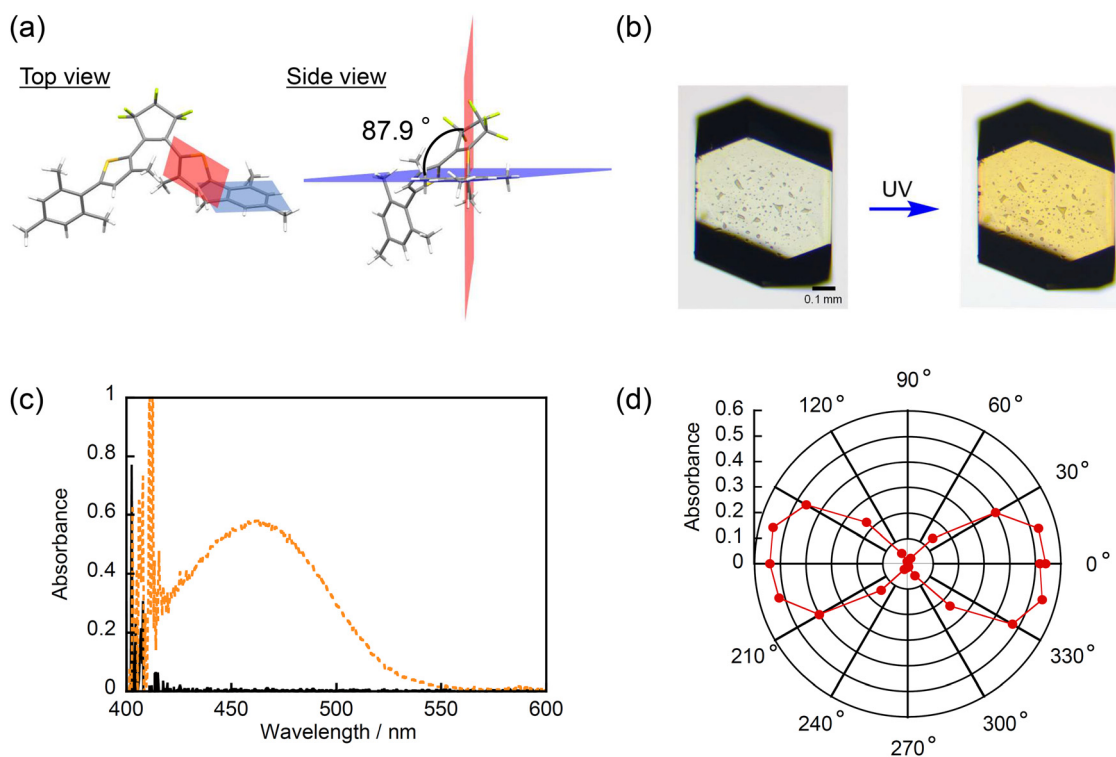 (a)
Top view
Side view
87.9 °
(b)
UV
0.1 mm
(c)
1
0.8
0.6
0.4
0.2
0
Absorbance
400
450
500
550
600
Wavelength / nm
(d)
90°
120°
60°
30°
0°
330°
300°
270°
240°
210°
0.6
0.5
0.4
0.3
0.2
0.1
0
Absorbance